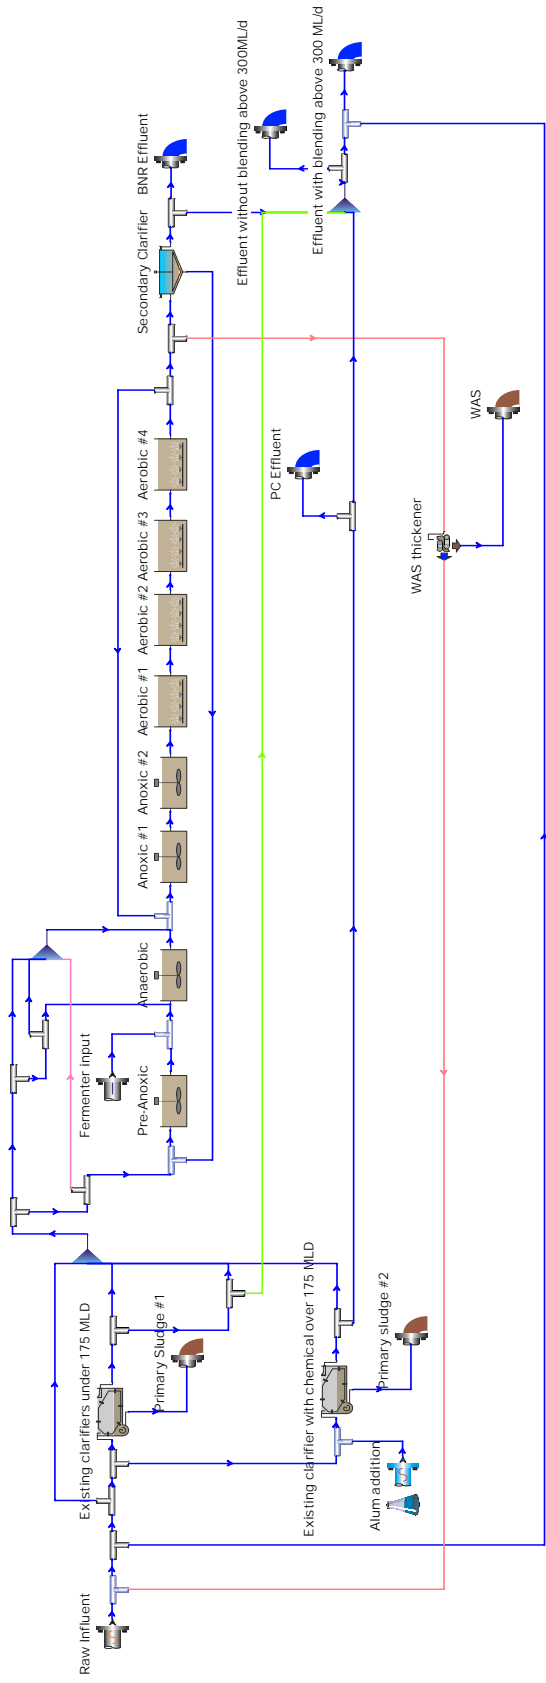 Raw Influent
Existing clarifiers under 175 MLD
Primary Sludge #1
Existing clarifier with chemical over 175 MLD
Primary sludge #2
Alum addition
Fermenter input
Pre-Anoxic
Anaerobic
Anoxic #1
Anoxic #2
Aerobic #1
Aerobic #2
Aerobic #3
Aerobic #4
Secondary Clarifier
BNR Effluent
Effluent without blending above 300ML/d
Effluent with blending above 300 ML/d
PC Effluent
WAS thickener
WAS